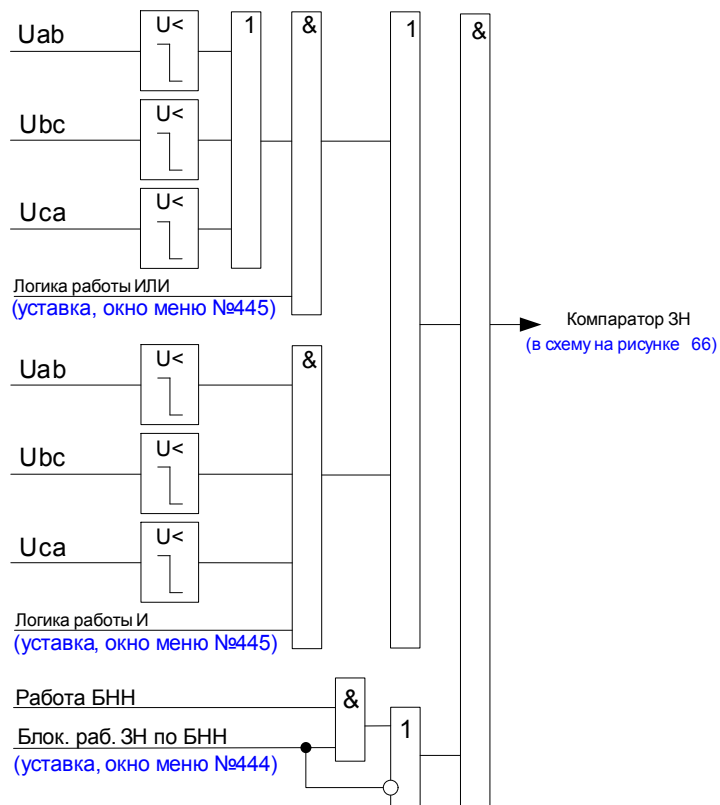 Uab
U<
1
&
1
&
Ubc
U<
Uca
U<
Логика работы ИЛИ
(уставка, окно меню №445)
Компаратор ЗН
(в схему на рисунке 66)
Uab
U<
&
Ubc
U<
Uca
U<
Логика работы И
(уставка, окно меню №445)
Работа БНН
&
1
Блок. раб. ЗН по БНН
(уставка, окно меню №444)